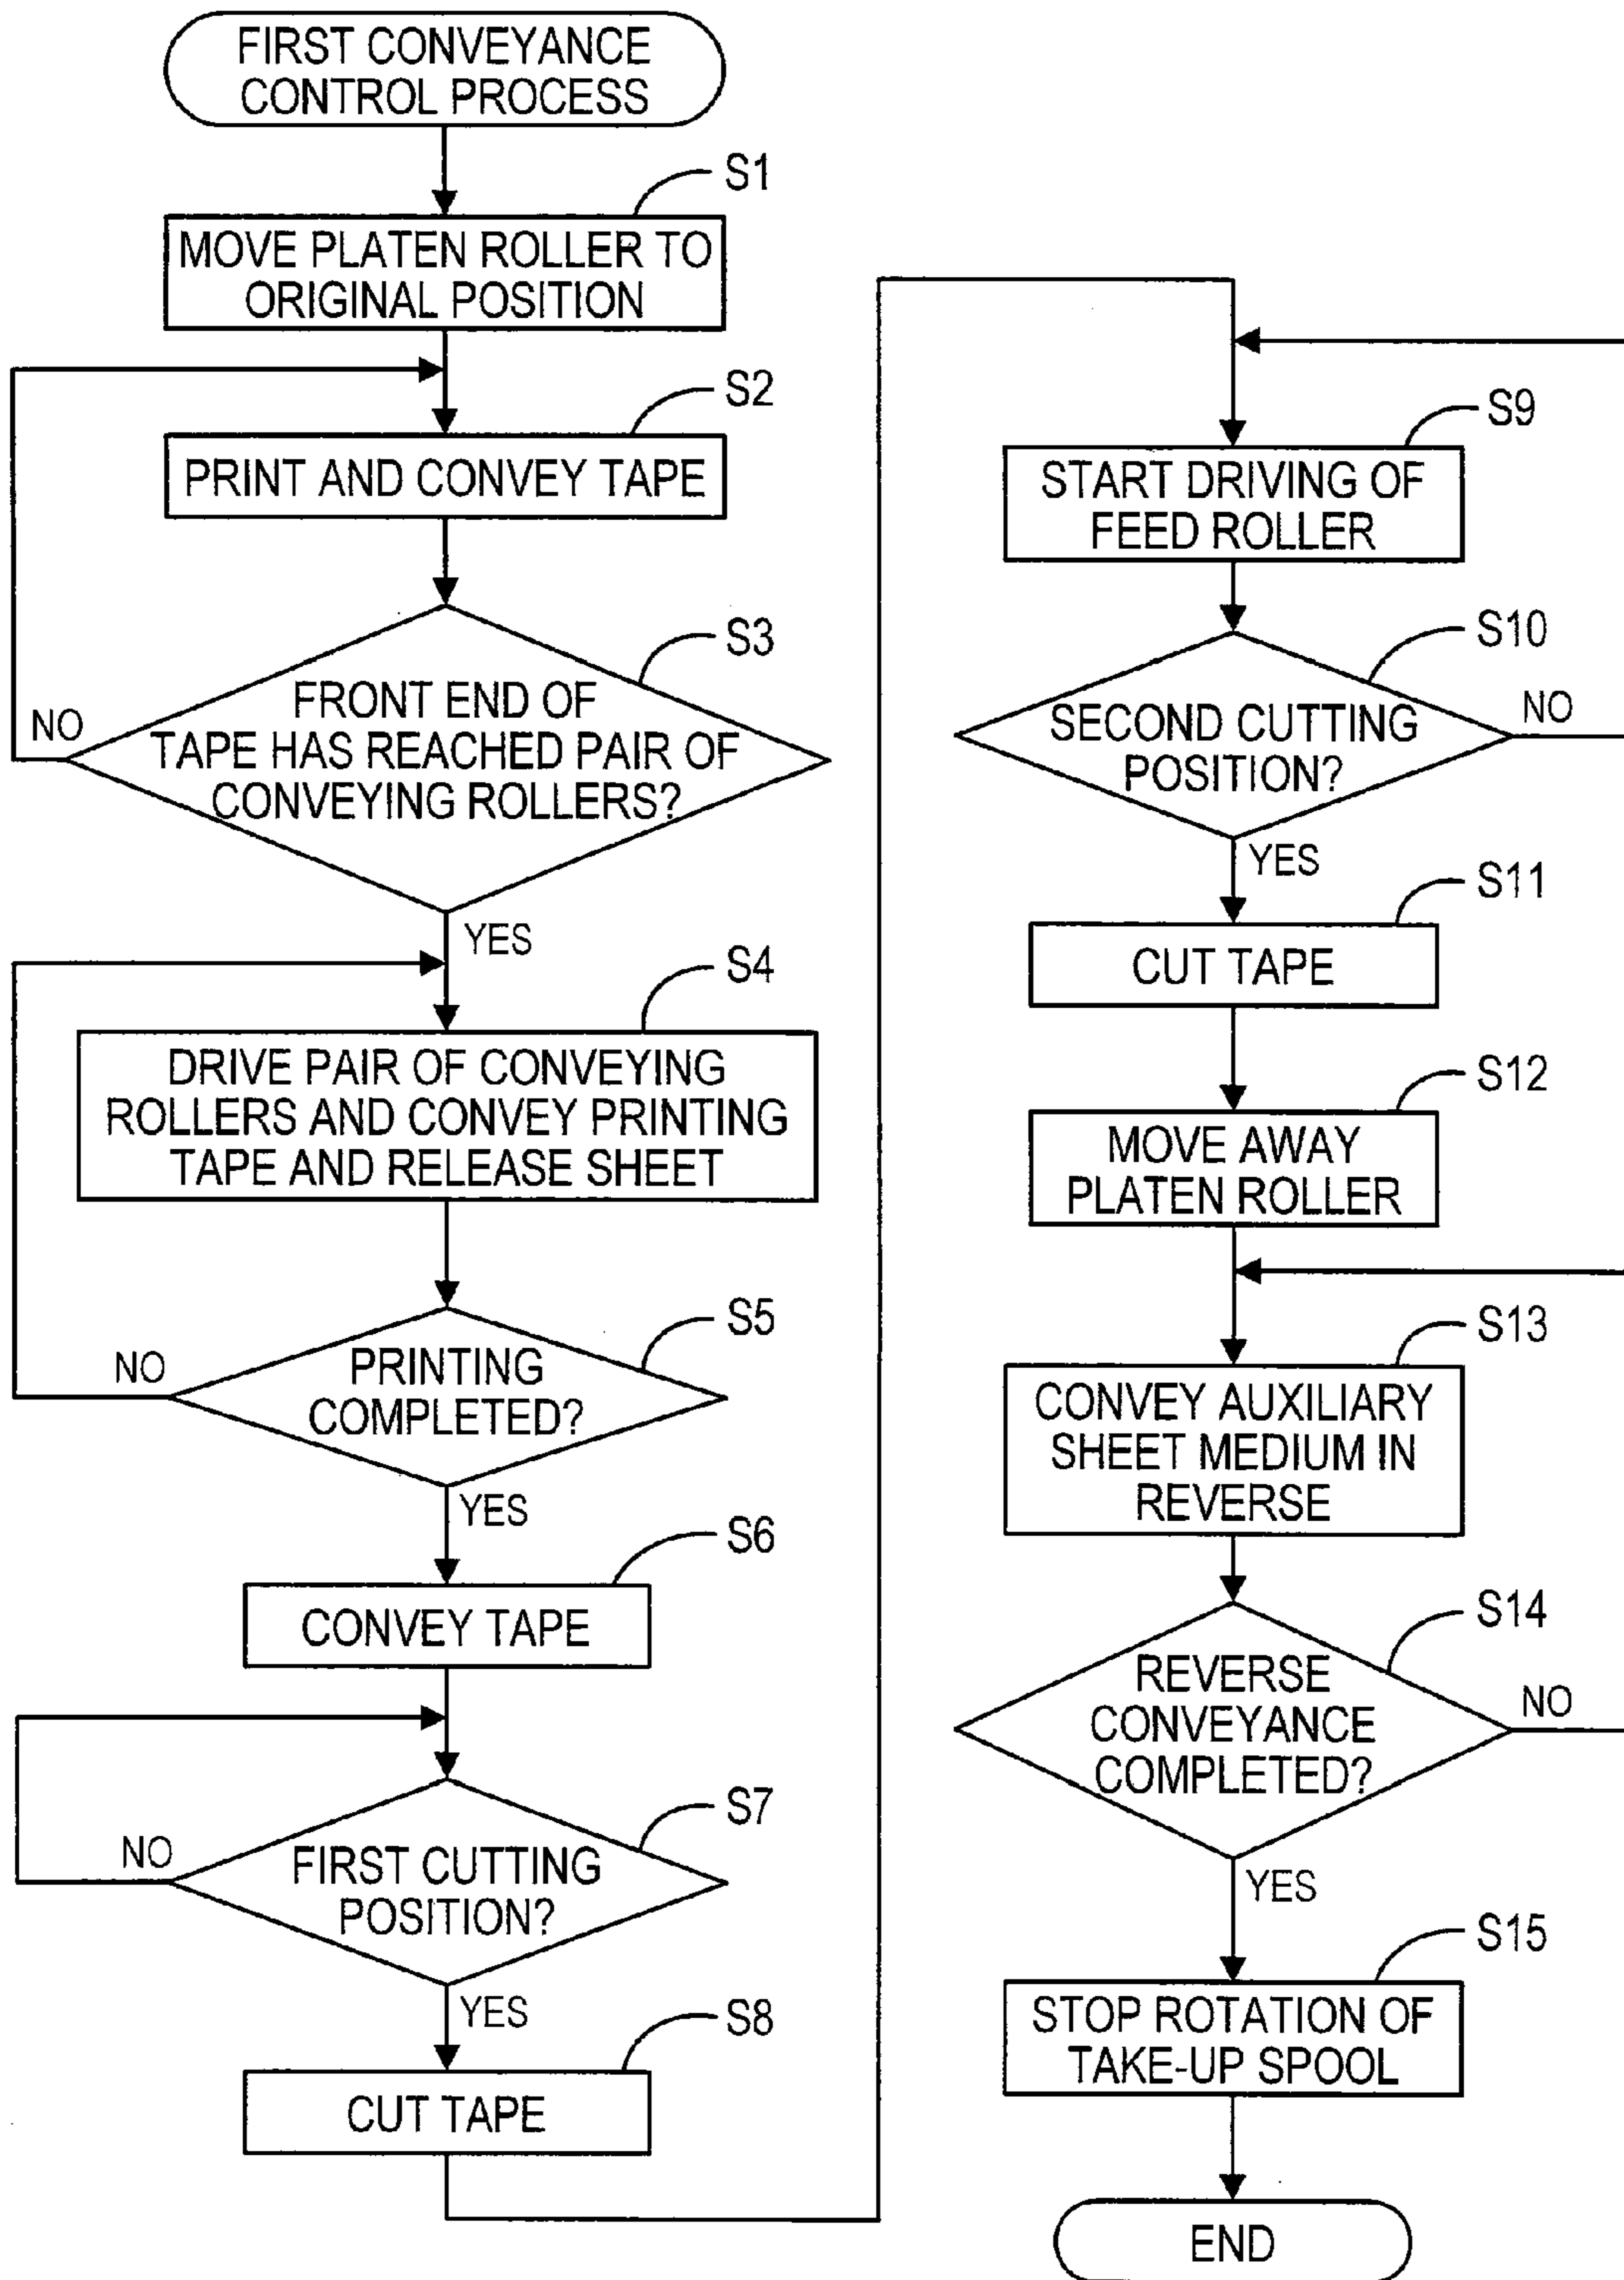 FIRST CONVEYANCE
CONTROL PROCESS
S1
MOVE PLATEN ROLLER TO
ORIGINAL POSITION
S2
PRINT AND CONVEY TAPE
S3
FRONT END OF
TAPE HAS REACHED PAIR OF
CONVEYING ROLLERS?
NO
YES
S4
DRIVE PAIR OF CONVEYING
ROLLERS AND CONVEY PRINTING
TAPE AND RELEASE SHEET
S5
PRINTING
COMPLETED?
NO
YES
S6
CONVEY TAPE
S7
FIRST CUTTING
POSITION?
NO
YES
S8
CUT TAPE
S9
START DRIVING OF
FEED ROLLER
S10
SECOND CUTTING
POSITION?
NO
YES
S11
CUT TAPE
S12
MOVE AWAY
PLATEN ROLLER
S13
CONVEY AUXILIARY
SHEET MEDIUM IN
REVERSE
S14
REVERSE
CONVEYANCE
COMPLETED?
NO
YES
S15
STOP ROTATION OF
TAKE-UP SPOOL
END